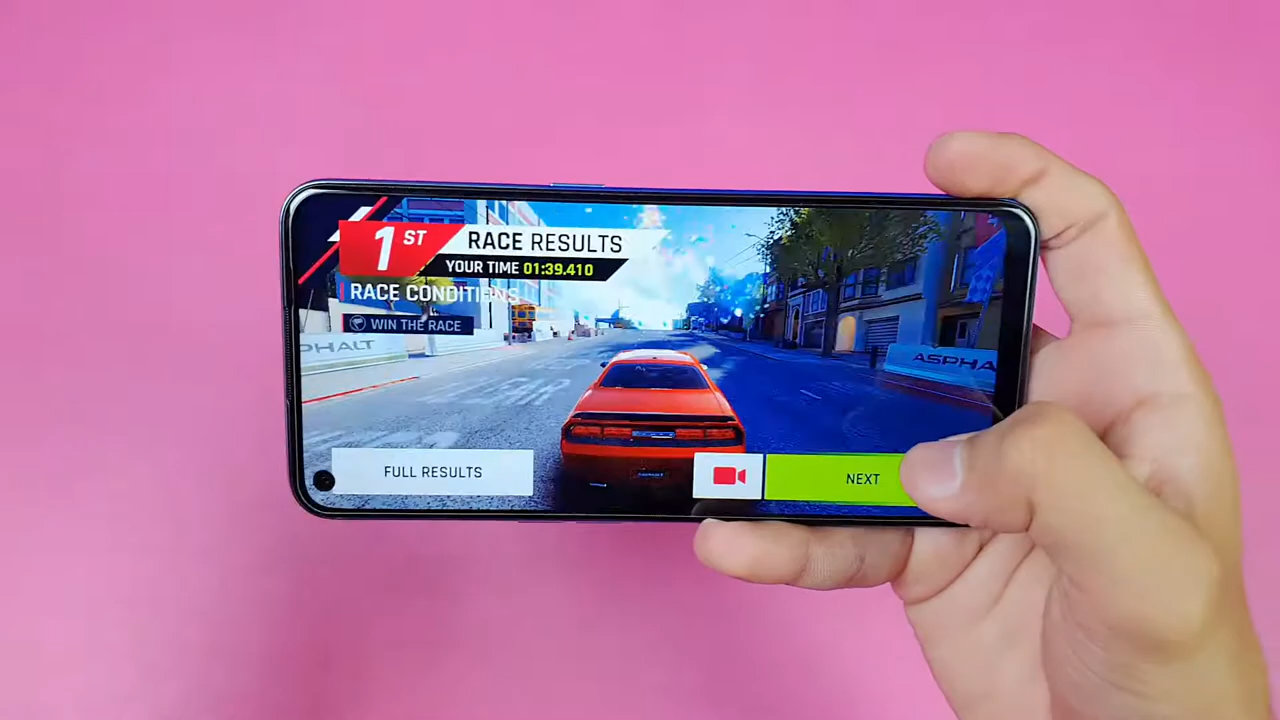 1ST
RACE RESULTS
YOUR TIME 01:39.410
RACE CONDITIONS
WIN THE RACE
PHALT
ASPHA
FULL RESULTS
NEXT